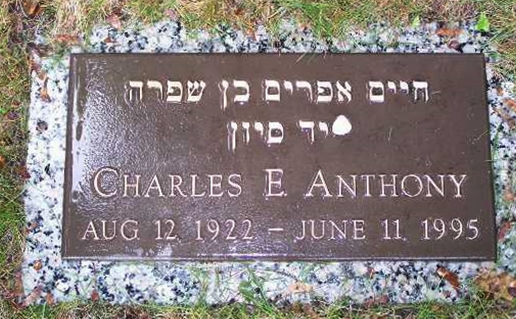 חיים אפרים בן שפרה
יד סיון
CHARLES E. ANTHONY
AUG 12 1922 – JUNE 11, 1995